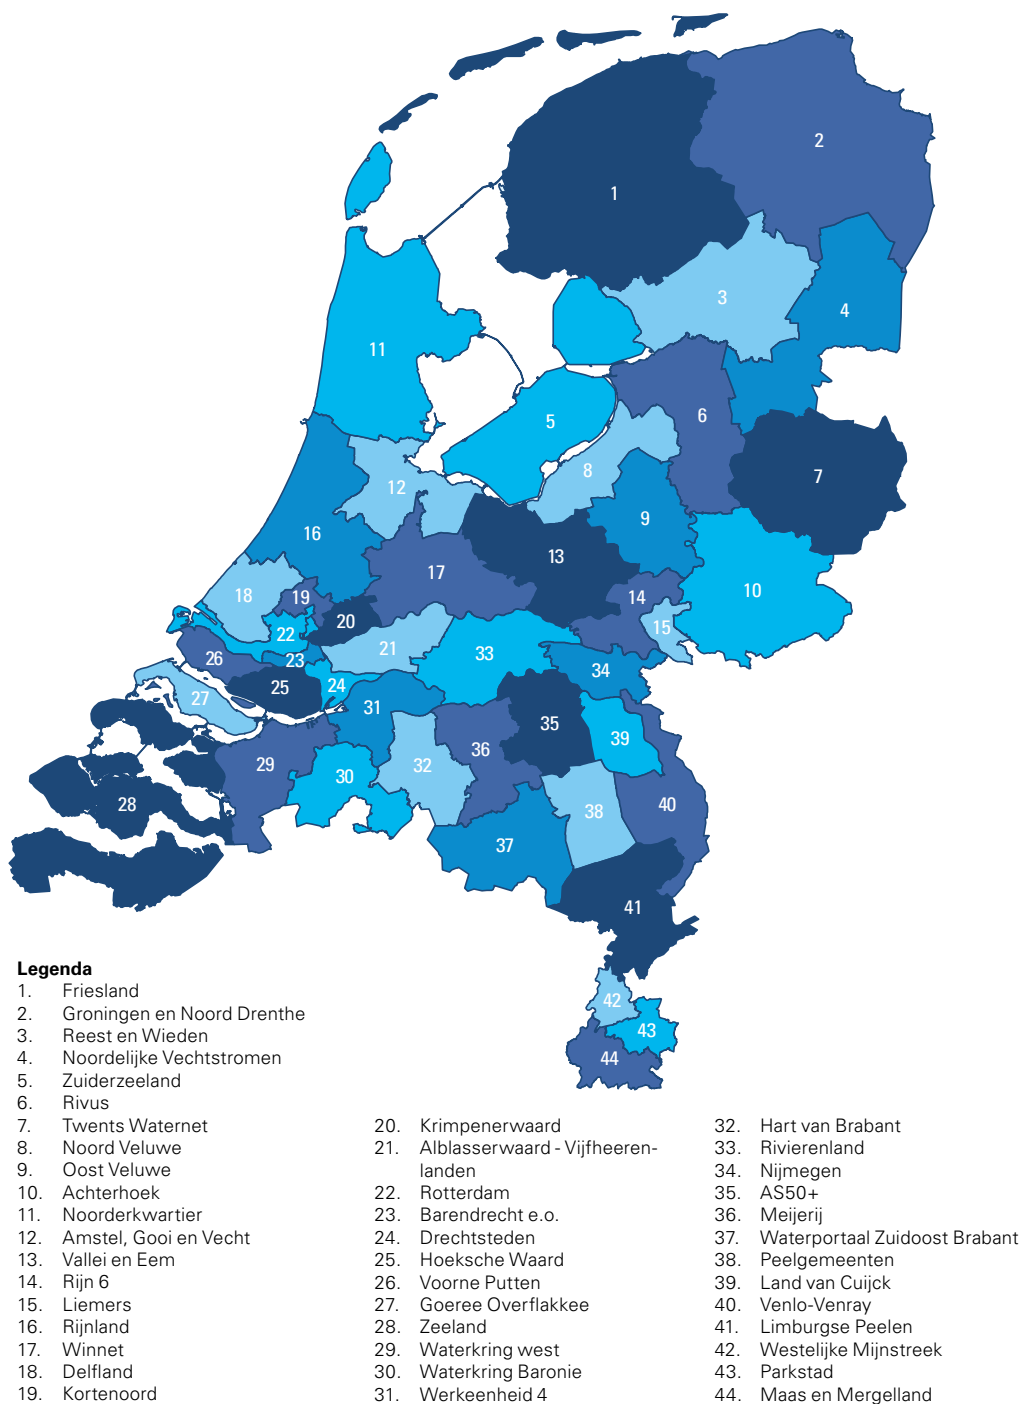 2
1
3
4
11
5
6
8
7
12
9
16
13
17
10
18
19
14
20
15
22
21
33
26
23
34
25
24
27
31
35
39
36
29
32
30
28
40
38
37
41
42
43
44
Legenda
1. Friesland
2. Groningen en Noord Drenthe
3. Reest en Wieden
4. Noordelijke Vechtstromen
5. Zuiderzeeland
6. Rivus
7. Twents Waternet
8. Noord Veluwe
9. Oost Veluwe
10. Achterhoek
11. Noorderkwartier
12. Amstel, Gooi en Vecht
13. Vallei en Eem
14. Rijn 6
15. Liemers
16. Rijnland
17. Winnet
18. Delfland
19. Kortenoord
20. Krimpenerwaard
21. Alblasserwaard - Vijfheeren-
landen
22. Rotterdam
23. Barendrecht e.o.
24. Drechtsteden
25. Hoeksche Waard
26. Voorne Putten
27. Goeree Overflakkee
28. Zeeland
29. Waterkring west
30. Waterkring Baronie
31. Werkeenheid 4
32. Hart van Brabant
33. Rivierenland
34. Nijmegen
35. AS50+
36. Meijerij
37. Waterportaal Zuidoost Brabant
38. Peelgemeenten
39. Land van Cuijck
40. Venlo-Venray
41. Limburgse Peelen
42. Westelijke Mijnstreek
43. Parkstad
44. Maas en Mergelland